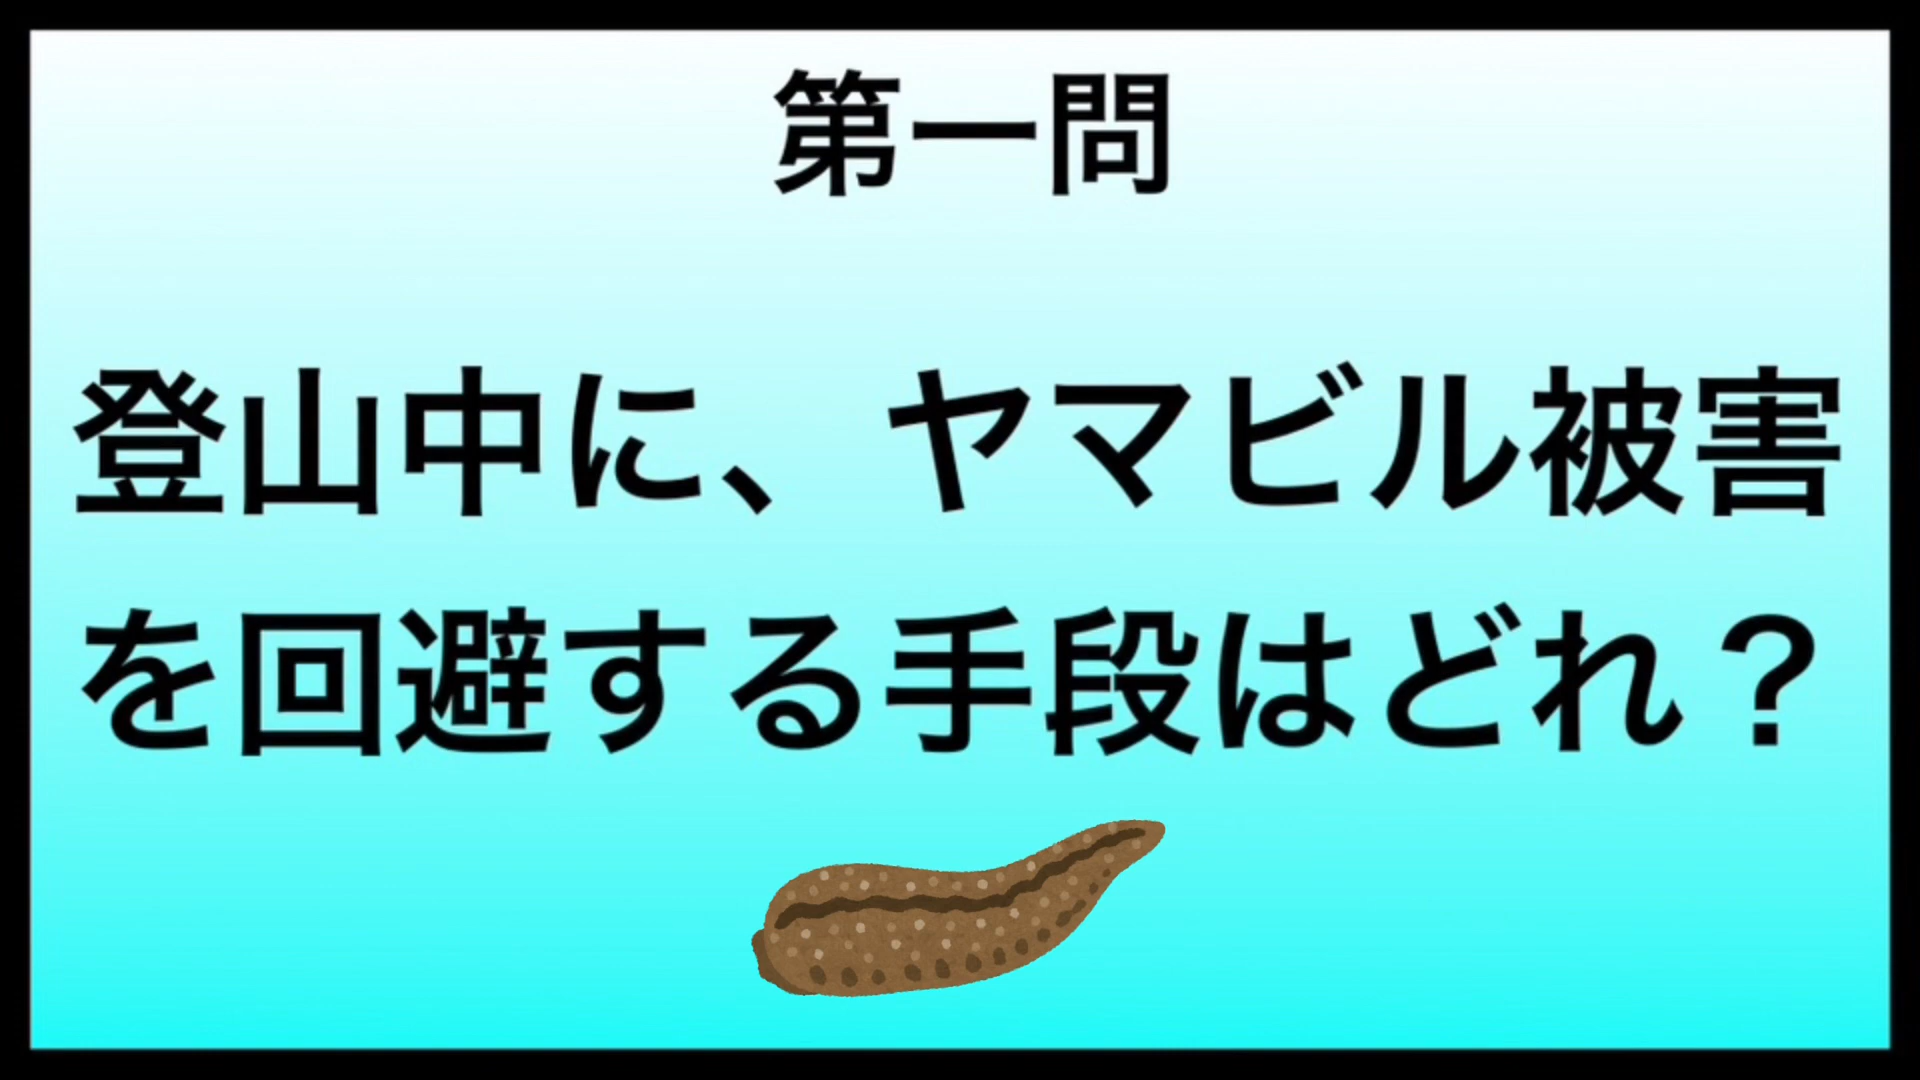 第一問
登山中に、ヤマビル被害
を回避する手段はどれ？